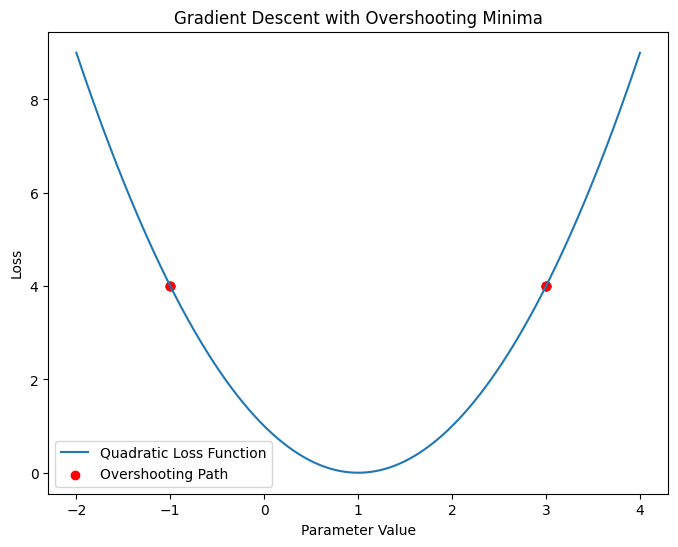 Gradient Descent with Overshooting Minima
Loss
8
6
4
2
0
Quadratic Loss Function
Overshooting Path
−2 −1 0 1 2 3 4
Parameter Value